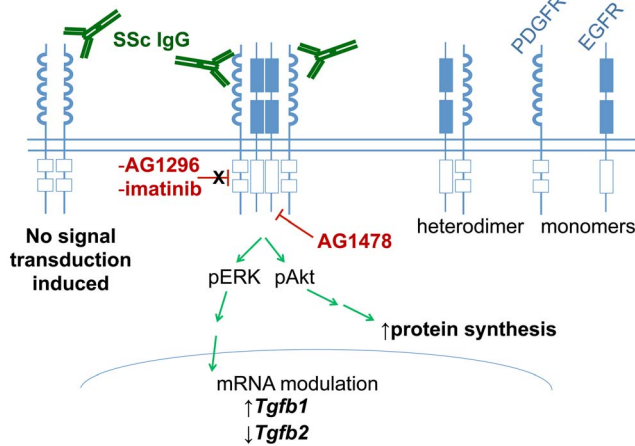 SSc IgG
PDGFR
EGFR
-AG1296
-imatinib
X
AG1478
heterodimer
monomers
No signal
transduction
induced
pERK
pAkt
↑protein synthesis
mRNA modulation
↑Tgfb1
↓Tgfb2